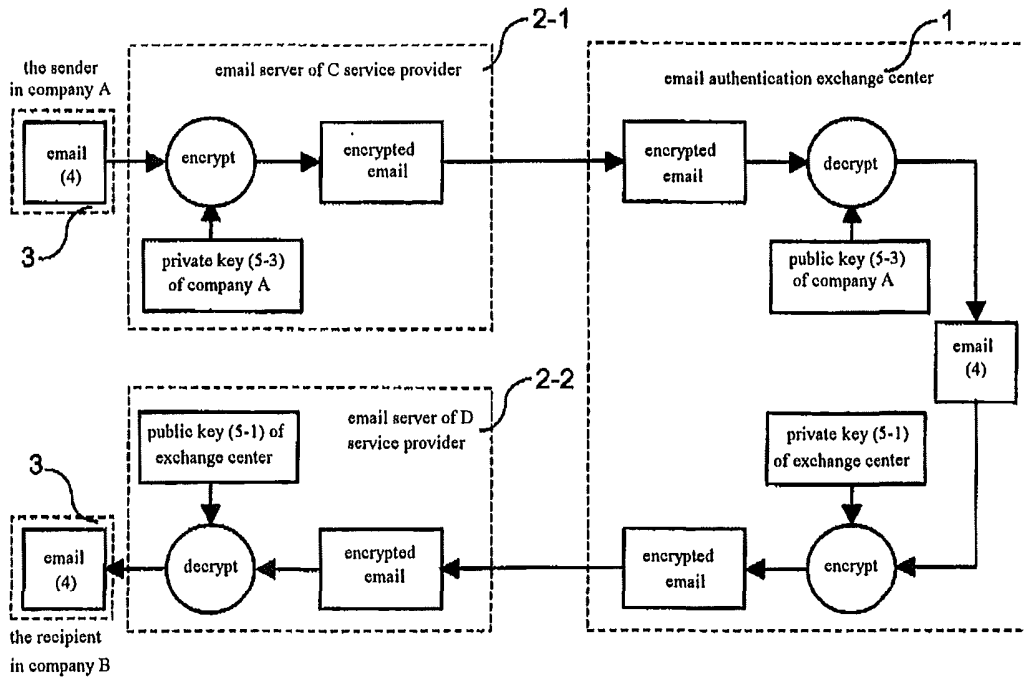 2-1
1
the sender
in company A
email server of C service provider
email authentication exchange center
email
(4)
encrypt
encrypted
email
encrypted
email
decrypt
3
private key (5-3)
of company A
public key (5-3)
of company A
email
(4)
2-2
email server of D
service provider
public key (5-1) of
exchange center
private key (5-1)
of exchange center
3
email
(4)
decrypt
encrypted
email
encrypted
email
encrypt
the recipient
in company B